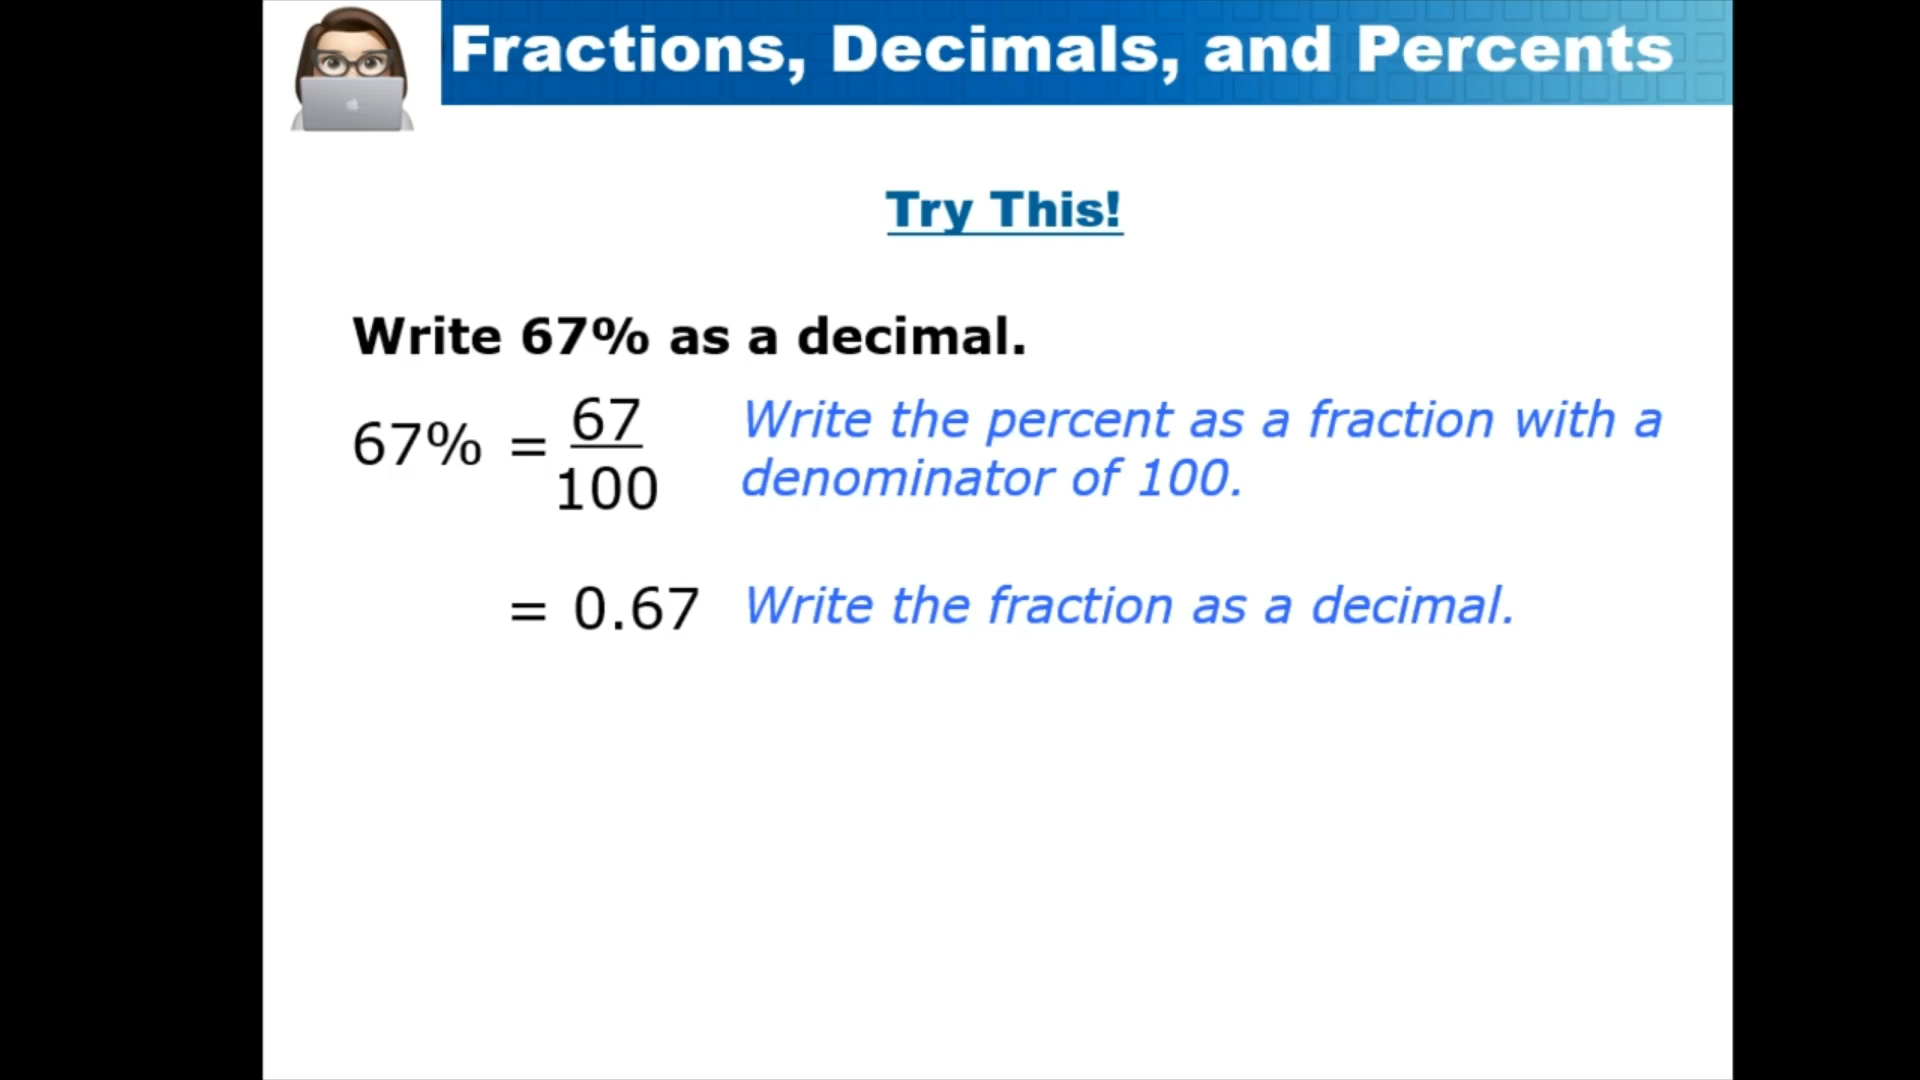 Fractions, Decimals, and Percents
Try This!
Write 67% as a decimal.
67% = 67/100
Write the percent as a fraction with a
denominator of 100.
= 0.67 Write the fraction as a decimal.